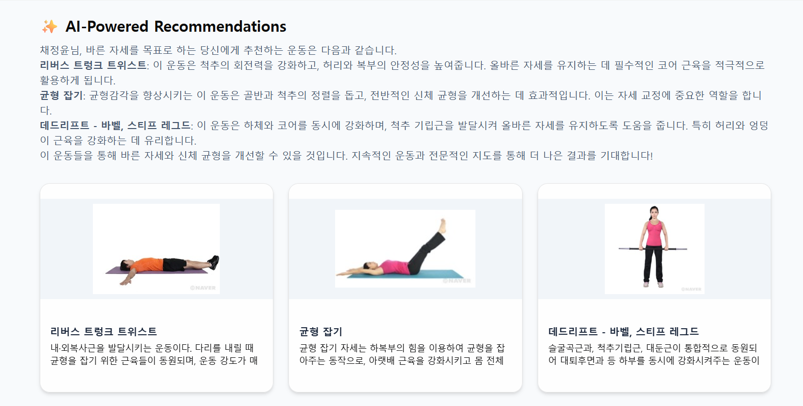 ✨ AI-Powered Recommendations
채정윤님, 바른 자세를 목표로 하는 당신에게 추천하는 운동은 다음과 같습니다.
리버스 트렁크 트위스트: 이 운동은 척추의 회전력을 강화하고, 허리와 복부의 안정성을 높여줍니다. 올바른 자세를 유지하는 데 필수적인 코어 근육을 적극적으로
활용하게 됩니다.
균형 잡기: 균형감각을 향상시키는 이 운동은 골반과 척추의 정렬을 돕고, 전반적인 신체 균형을 개선하는 데 효과적입니다. 이는 자세 교정에 중요한 역할을 합니
다.
데드리프트 - 바벨, 스티프 레그드: 이 운동은 하체와 코어를 동시에 강화하며, 척추 기립근을 발달시켜 올바른 자세를 유지하도록 도움을 줍니다. 특히 허리와 엉덩
이 근육을 강화하는 데 유리합니다.
이 운동들을 통해 바른 자세와 신체 균형을 개선할 수 있을 것입니다. 지속적인 운동과 전문적인 지도를 통해 더 나은 결과를 기대합니다!
리버스 트렁크 트위스트
내·외복사근을 발달시키는 운동이다. 다리를 내릴 때
균형을 잡기 위한 근육들이 동원되며, 운동 강도가 매
균형 잡기
균형 잡기 자세는 하복부의 힘을 이용하여 균형을 잡
아주는 동작으로, 아랫배 근육을 강화시키고 몸 전체
데드리프트 - 바벨, 스티프 레그드
슬굴곡근과, 척추기립근, 대둔근이 통합적으로 동원되
어 대퇴후면과 등 하부를 동시에 강화시켜주는 운동이